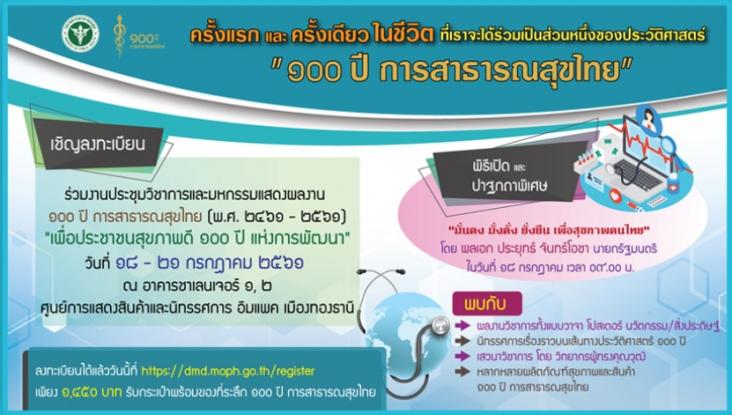 ๑๐๐ ปี
การสาธารณสุขไทย
ครั้งแรก และ ครั้งเดียว ในชีวิต ที่เราจะได้ร่วมเป็นส่วนหนึ่งของประวัติศาสตร์
" ๑๐๐ ปี การสาธารณสุขไทย"
เชิญลงทะเบียน
ร่วมงานประชุมวิชาการและมหกรรมแสดงผลงาน
๑๐๐ ปี การสาธารณสุขไทย (พ.ศ. ๒๔๖๑ - ๒๕๖๑)
"เพื่อประชาชนสุขภาพดี ๑๐๐ ปี แห่งการพัฒนา"
วันที่ ๑๘ - ๒๑ กรกฎาคม ๒๕๖๑
ณ อาคารชาเลนเจอร์ ๑, ๒
ศูนย์การแสดงสินค้าและนิทรรศการ อิมแพค เมืองทองธานี
ลงทะเบียนได้แล้ววันนี้ที่ https://dmd.moph.go.th/register
เพียง ๑,๔๕๐ บาท รับกระเป๋าพร้อมของที่ระลึก ๑๐๐ ปี การสาธารณสุขไทย
พิธีเปิด และ
ปาฐกถาพิเศษ
"มั่นคง มั่งคั่ง ยั่งยืน เพื่อสุขภาพคนไทย"
โดย พลเอก ประยุทธ์ จันทร์โอชา นายกรัฐมนตรี
ในวันที่ ๑๘ กรกฎาคม เวลา ๐๙.๐๐ น.
พบกับ
ผลงานวิชาการทั้งแบบวาจา โปสเตอร์ นวัตกรรม/สิ่งประดิษฐ์
นิทรรศการเรื่องราวบนเส้นทางประวัติศาสตร์ ๑๐๐ ปี
เสวนาวิชาการ โดย วิทยากรผู้ทรงคุณวุฒิ
หลากหลายผลิตภัณฑ์สุขภาพและสินค้า
๑๐๐ ปี การสาธารณสุขไทย